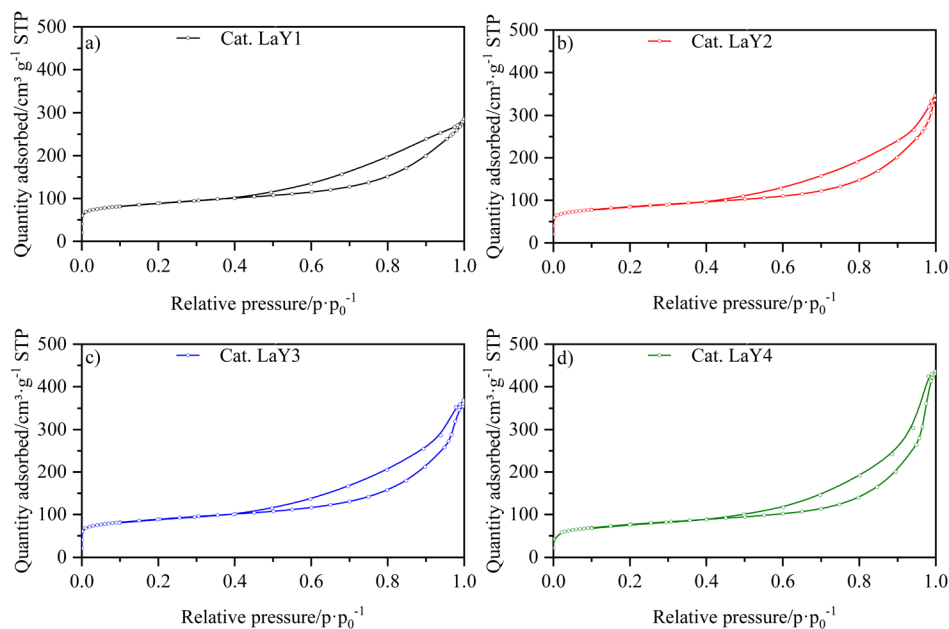 a)
Cat. LaY1
500
400
300
200
100
0
0.0 0.2 0.4 0.6 0.8 1.0
Quantity adsorbed/cm³ g⁻¹ STP
Relative pressure/p·p₀⁻¹
b)
Cat. LaY2
500
400
300
200
100
0
0.0 0.2 0.4 0.6 0.8 1.0
Quantity adsorbed/cm³·g⁻¹ STP
Relative pressure/p·p₀⁻¹
c)
Cat. LaY3
500
400
300
200
100
0
0.0 0.2 0.4 0.6 0.8 1.0
Quantity adsorbed/cm³·g⁻¹ STP
Relative pressure/p·p₀⁻¹
d)
Cat. LaY4
500
400
300
200
100
0
0.0 0.2 0.4 0.6 0.8 1.0
Quantity adsorbed/cm³·g⁻¹ STP
Relative pressure/p·p₀⁻¹